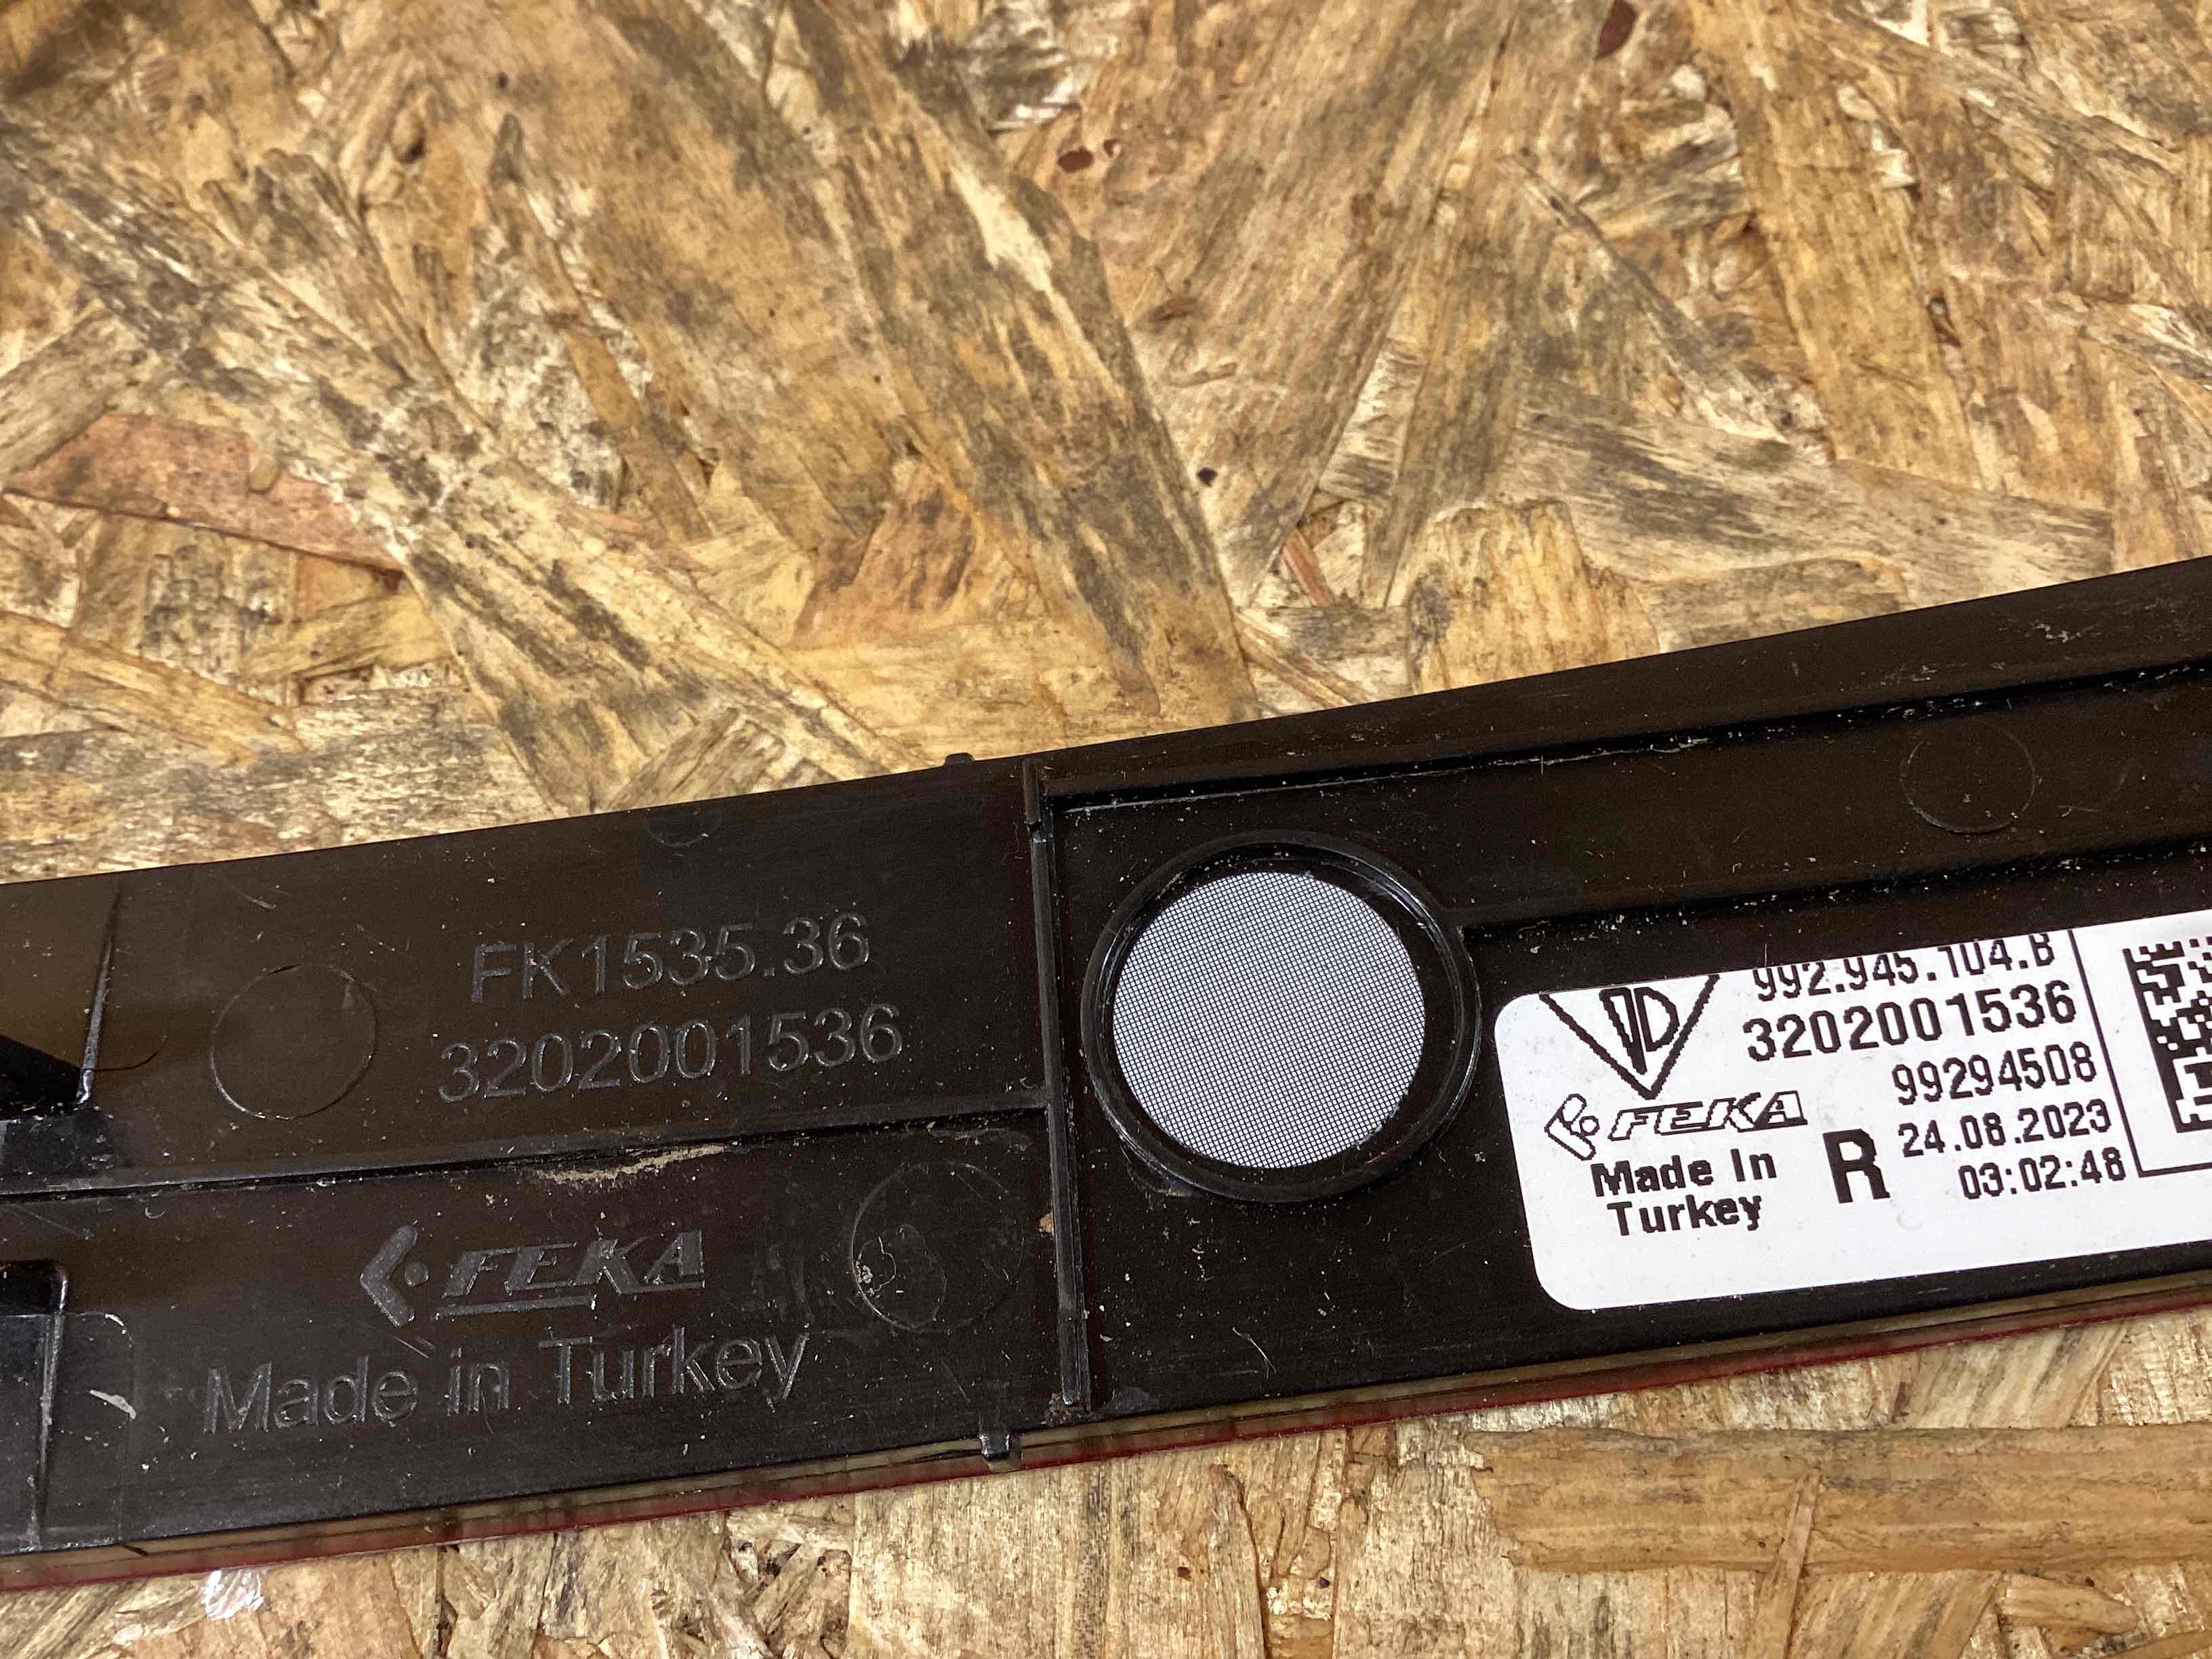 FK1535.36
3202001536
FEKA
Made in Turkey
992.945.104.B
3202001536
99294508
FEKA
Made In
Turkey
R
24.08.2023
03:02:48